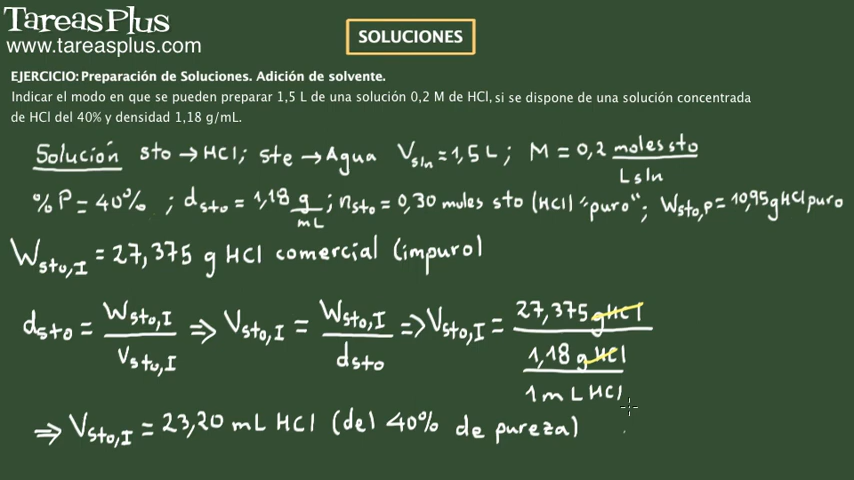 TareasPlus
www.tareasplus.com
SOLUCIONES
EJERCICIO: Preparación de Soluciones. Adición de solvente.
Indicar el modo en que se pueden preparar 1,5 L de una solución 0,2 M de HCl, si se dispone de una solución concentrada
de HCl del 40% y densidad 1,18 g/mL.
Solución sto → HCl; ste → Agua Vsln = 1,5 L ; M = 0,2 moles sto / L sln
% P = 40% ; dsto = 1,18 g/mL ; nsto = 0,30 moles sto (HCl) "puro" ; Wsto,P = 10,95 g HCl puro
Wsto,I = 27,375 g HCl comercial (impuro)
dsto = Wsto,I / Vsto,I ⇒ Vsto,I = Wsto,I / dsto ⇒ Vsto,I = 27,375 g HCl / (1,18 g HCl / 1 mL HCl)
⇒ Vsto,I = 23,20 mL HCl (del 40% de pureza)